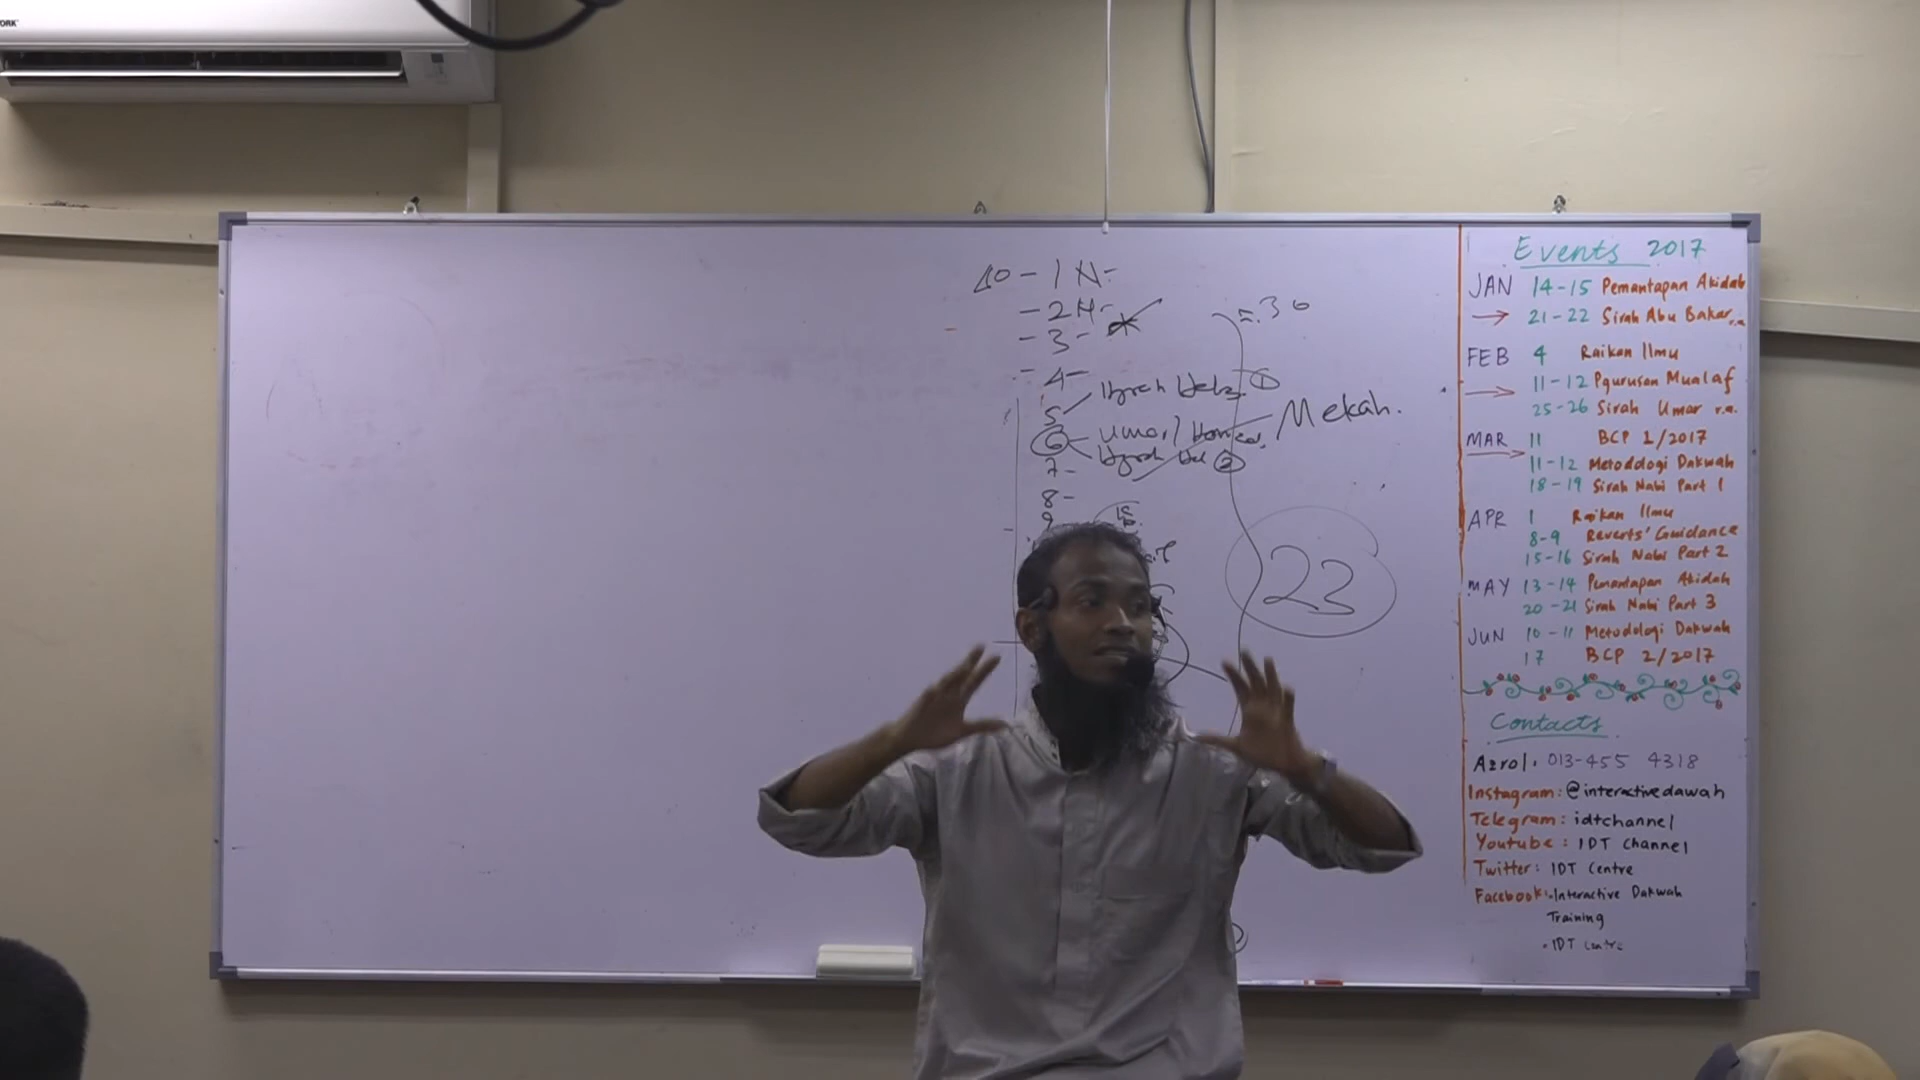 ORK
40 - 1 N-
- 2 N-
- 3 -
- 4 -
5
6
7 -
8 -
9
Hijrah Hab. 1
Umar / Hamzah
Hijrah Hab 2
Mekah.
≈ 30
23
Events 2017
JAN 14-15 Pemantapan Akidah
21-22 Sirah Abu Bakar r.a
FEB 4 Raikan Ilmu
11-12 Pgurusan Mualaf
25-26 Sirah Umar r.a.
MAR 11 BCP 1/2017
11-12 Metodologi Dakwah
18-19 Sirah Nabi Part 1
APR 1 Raikan Ilmu
8-9 Reverts' Guidance
15-16 Sirah Nabi Part 2
MAY 13-14 Pemantapan Akidah
20-21 Sirah Nabi Part 3
JUN 10-11 Metodologi Dakwah
17 BCP 2/2017
Contacts
Azrol: 013-455 4318
Instagram: @interactivedawah
Telegram: idtchannel
Youtube: IDT Channel
Twitter: IDT Centre
Facebook: -Interactive Dakwah
Training
-IDT Centre